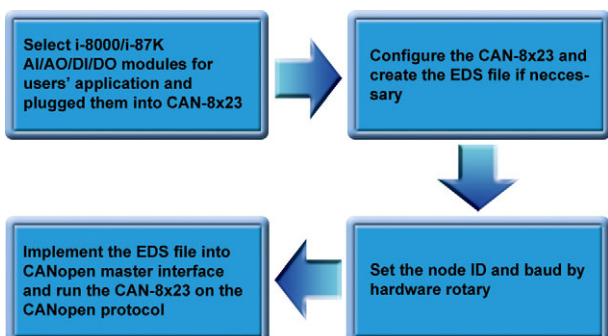 Select i-8000/i-87K
AI/AO/DI/DO modules for
users' application and
plugged them into CAN-8x23
Configure the CAN-8x23 and
create the EDS file if necces-
sary
Set the node ID and baud by
hardware rotary
Implement the EDS file into
CANopen master interface
and run the CAN-8x23 on the
CANopen protocol